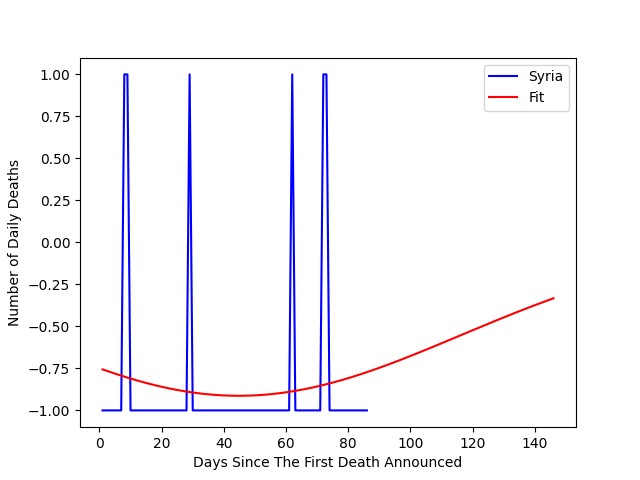 Syria
Fit
1.00
0.75
0.50
0.25
0.00
−0.25
−0.50
−0.75
−1.00
Number of Daily Deaths
0 20 40 60 80 100 120 140
Days Since The First Death Announced